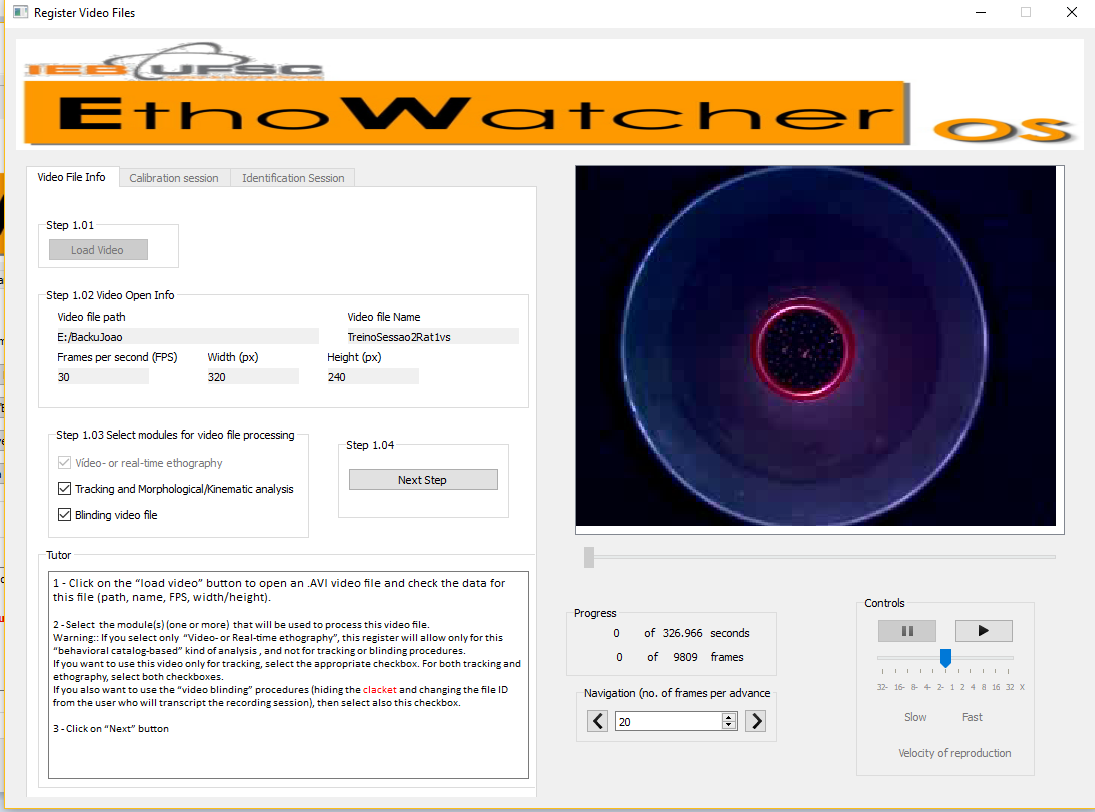 Register Video Files
IEB UFSC
EthoWatcher OS
Video File Info Calibration session Identification Session
Step 1.01
Load Video
Step 1.02 Video Open Info
Video file path Video file Name
E:/BackuJoao TreinoSessao2Rat1vs
Frames per second (FPS) Width (px) Height (px)
30 320 240
Step 1.03 Select modules for video file processing
Vídeo- or real-time ethography
Tracking and Morphological/Kinematic analysis
Blinding video file
Step 1.04
Next Step
Tutor
1 - Click on the “load video” button to open an .AVI video file and check the data for
this file (path, name, FPS, width/height).
2 - Select the module(s) (one or more) that will be used to process this video file.
Warning:: If you select only “Video- or Real-time ethography”, this register will allow only for this
“behavioral catalog-based” kind of analysis , and not for tracking or blinding procedures.
If you want to use this video only for tracking, select the appropriate checkbox. For both tracking and
ethography, select both checkboxes.
If you also want to use the “video blinding” procedures (hiding the clacket and changing the file ID
from the user who will transcript the recording session), then select also this checkbox.
3 - Click on “Next” button
Progress
0 of 326.966 seconds
0 of 9809 frames
Navigation (no. of frames per advance
20
Controls
32- 16- 8- 4- 2- 1 2 4 8 16 32 X
Slow Fast
Velocity of reproduction